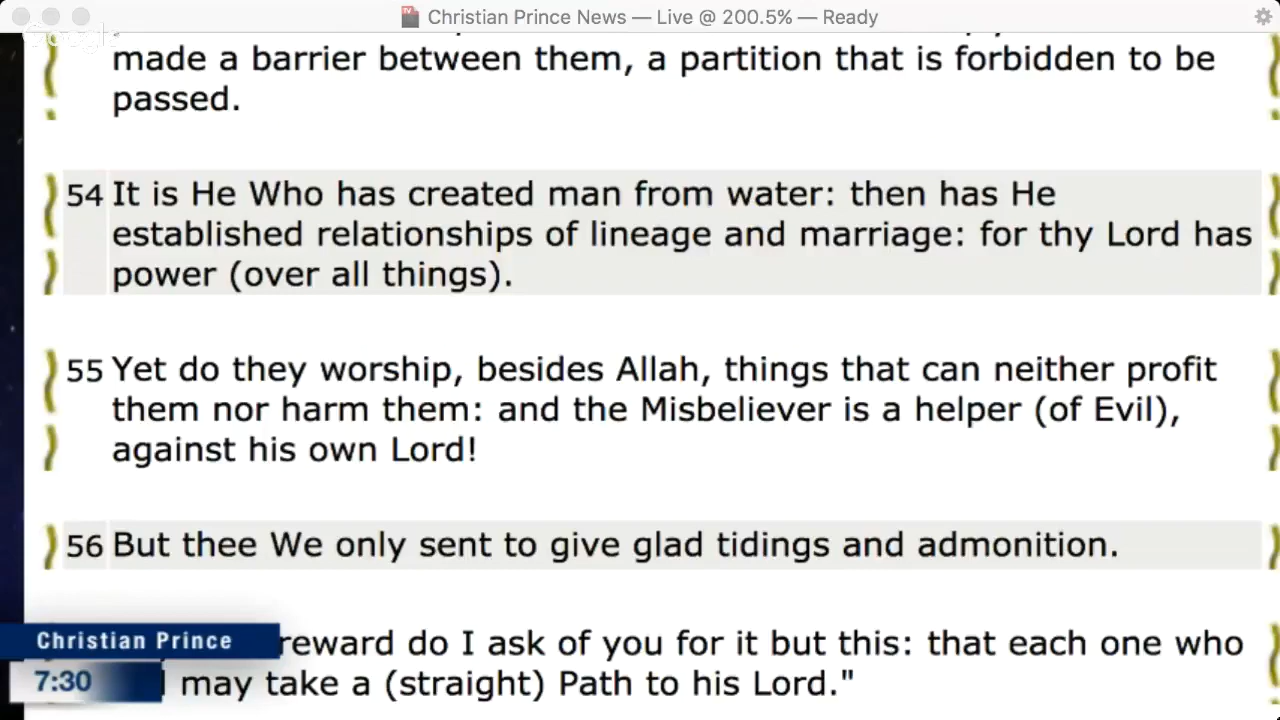 Christian Prince News — Live @ 200.5% — Ready
Google
made a barrier between them, a partition that is forbidden to be
passed.
54 It is He Who has created man from water: then has He
established relationships of lineage and marriage: for thy Lord has
power (over all things).
55 Yet do they worship, besides Allah, things that can neither profit
them nor harm them: and the Misbeliever is a helper (of Evil),
against his own Lord!
56 But thee We only sent to give glad tidings and admonition.
reward do I ask of you for it but this: that each one who
may take a (straight) Path to his Lord."
Christian Prince
7:30